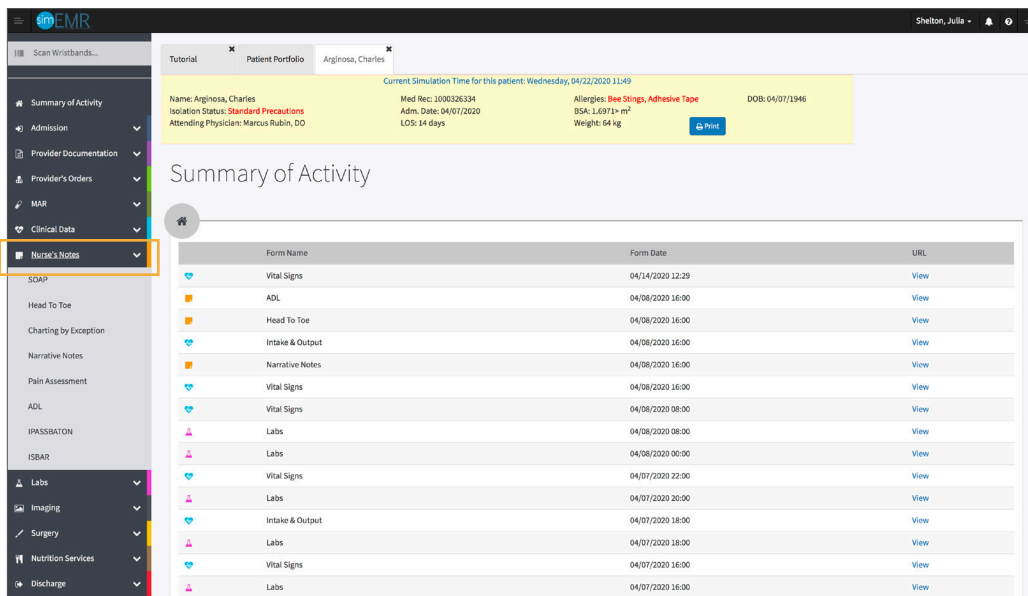 simEMR
Shelton, Julia
Scan Wristbands...
Tutorial
Patient Portfolio
Arginosa, Charles
Current Simulation Time for this patient: Wednesday, 04/22/2020 11:49
Name: Arginosa, Charles
Med Rec: 1000326334
Allergies: Bee Stings, Adhesive Tape
DOB: 04/07/1946
Isolation Status: Standard Precautions
Adm. Date: 04/07/2020
BSA: 1.6971> m²
Attending Physician: Marcus Rubin, DO
LOS: 14 days
Weight: 64 kg
Print
Summary of Activity
Admission
Provider Documentation
Provider's Orders
MAR
Clinical Data
Nurse's Notes
SOAP
Head To Toe
Charting by Exception
Narrative Notes
Pain Assessment
ADL
IPASSBATON
ISBAR
Labs
Imaging
Surgery
Nutrition Services
Discharge
Summary of Activity
Form Name Form Date URL
Vital Signs 04/14/2020 12:29 View
ADL 04/08/2020 16:00 View
Head To Toe 04/08/2020 16:00 View
Intake & Output 04/08/2020 16:00 View
Narrative Notes 04/08/2020 16:00 View
Vital Signs 04/08/2020 16:00 View
Vital Signs 04/08/2020 08:00 View
Labs 04/08/2020 08:00 View
Labs 04/08/2020 00:00 View
Vital Signs 04/07/2020 22:00 View
Labs 04/07/2020 20:00 View
Intake & Output 04/07/2020 18:00 View
Labs 04/07/2020 18:00 View
Vital Signs 04/07/2020 16:00 View
Labs 04/07/2020 16:00 View